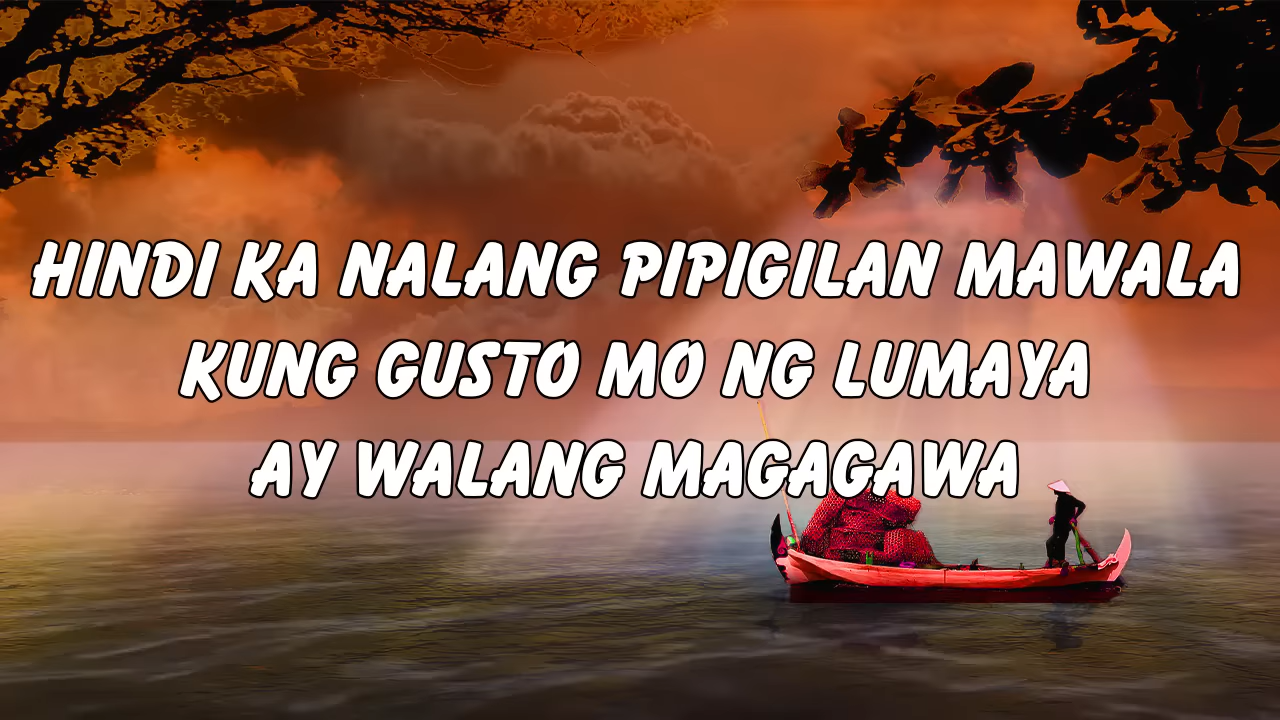 HINDI KA NALANG PIPIGILAN MAWALA
KUNG GUSTO MO NG LUMAYA
AY WALANG MAGAGAWA